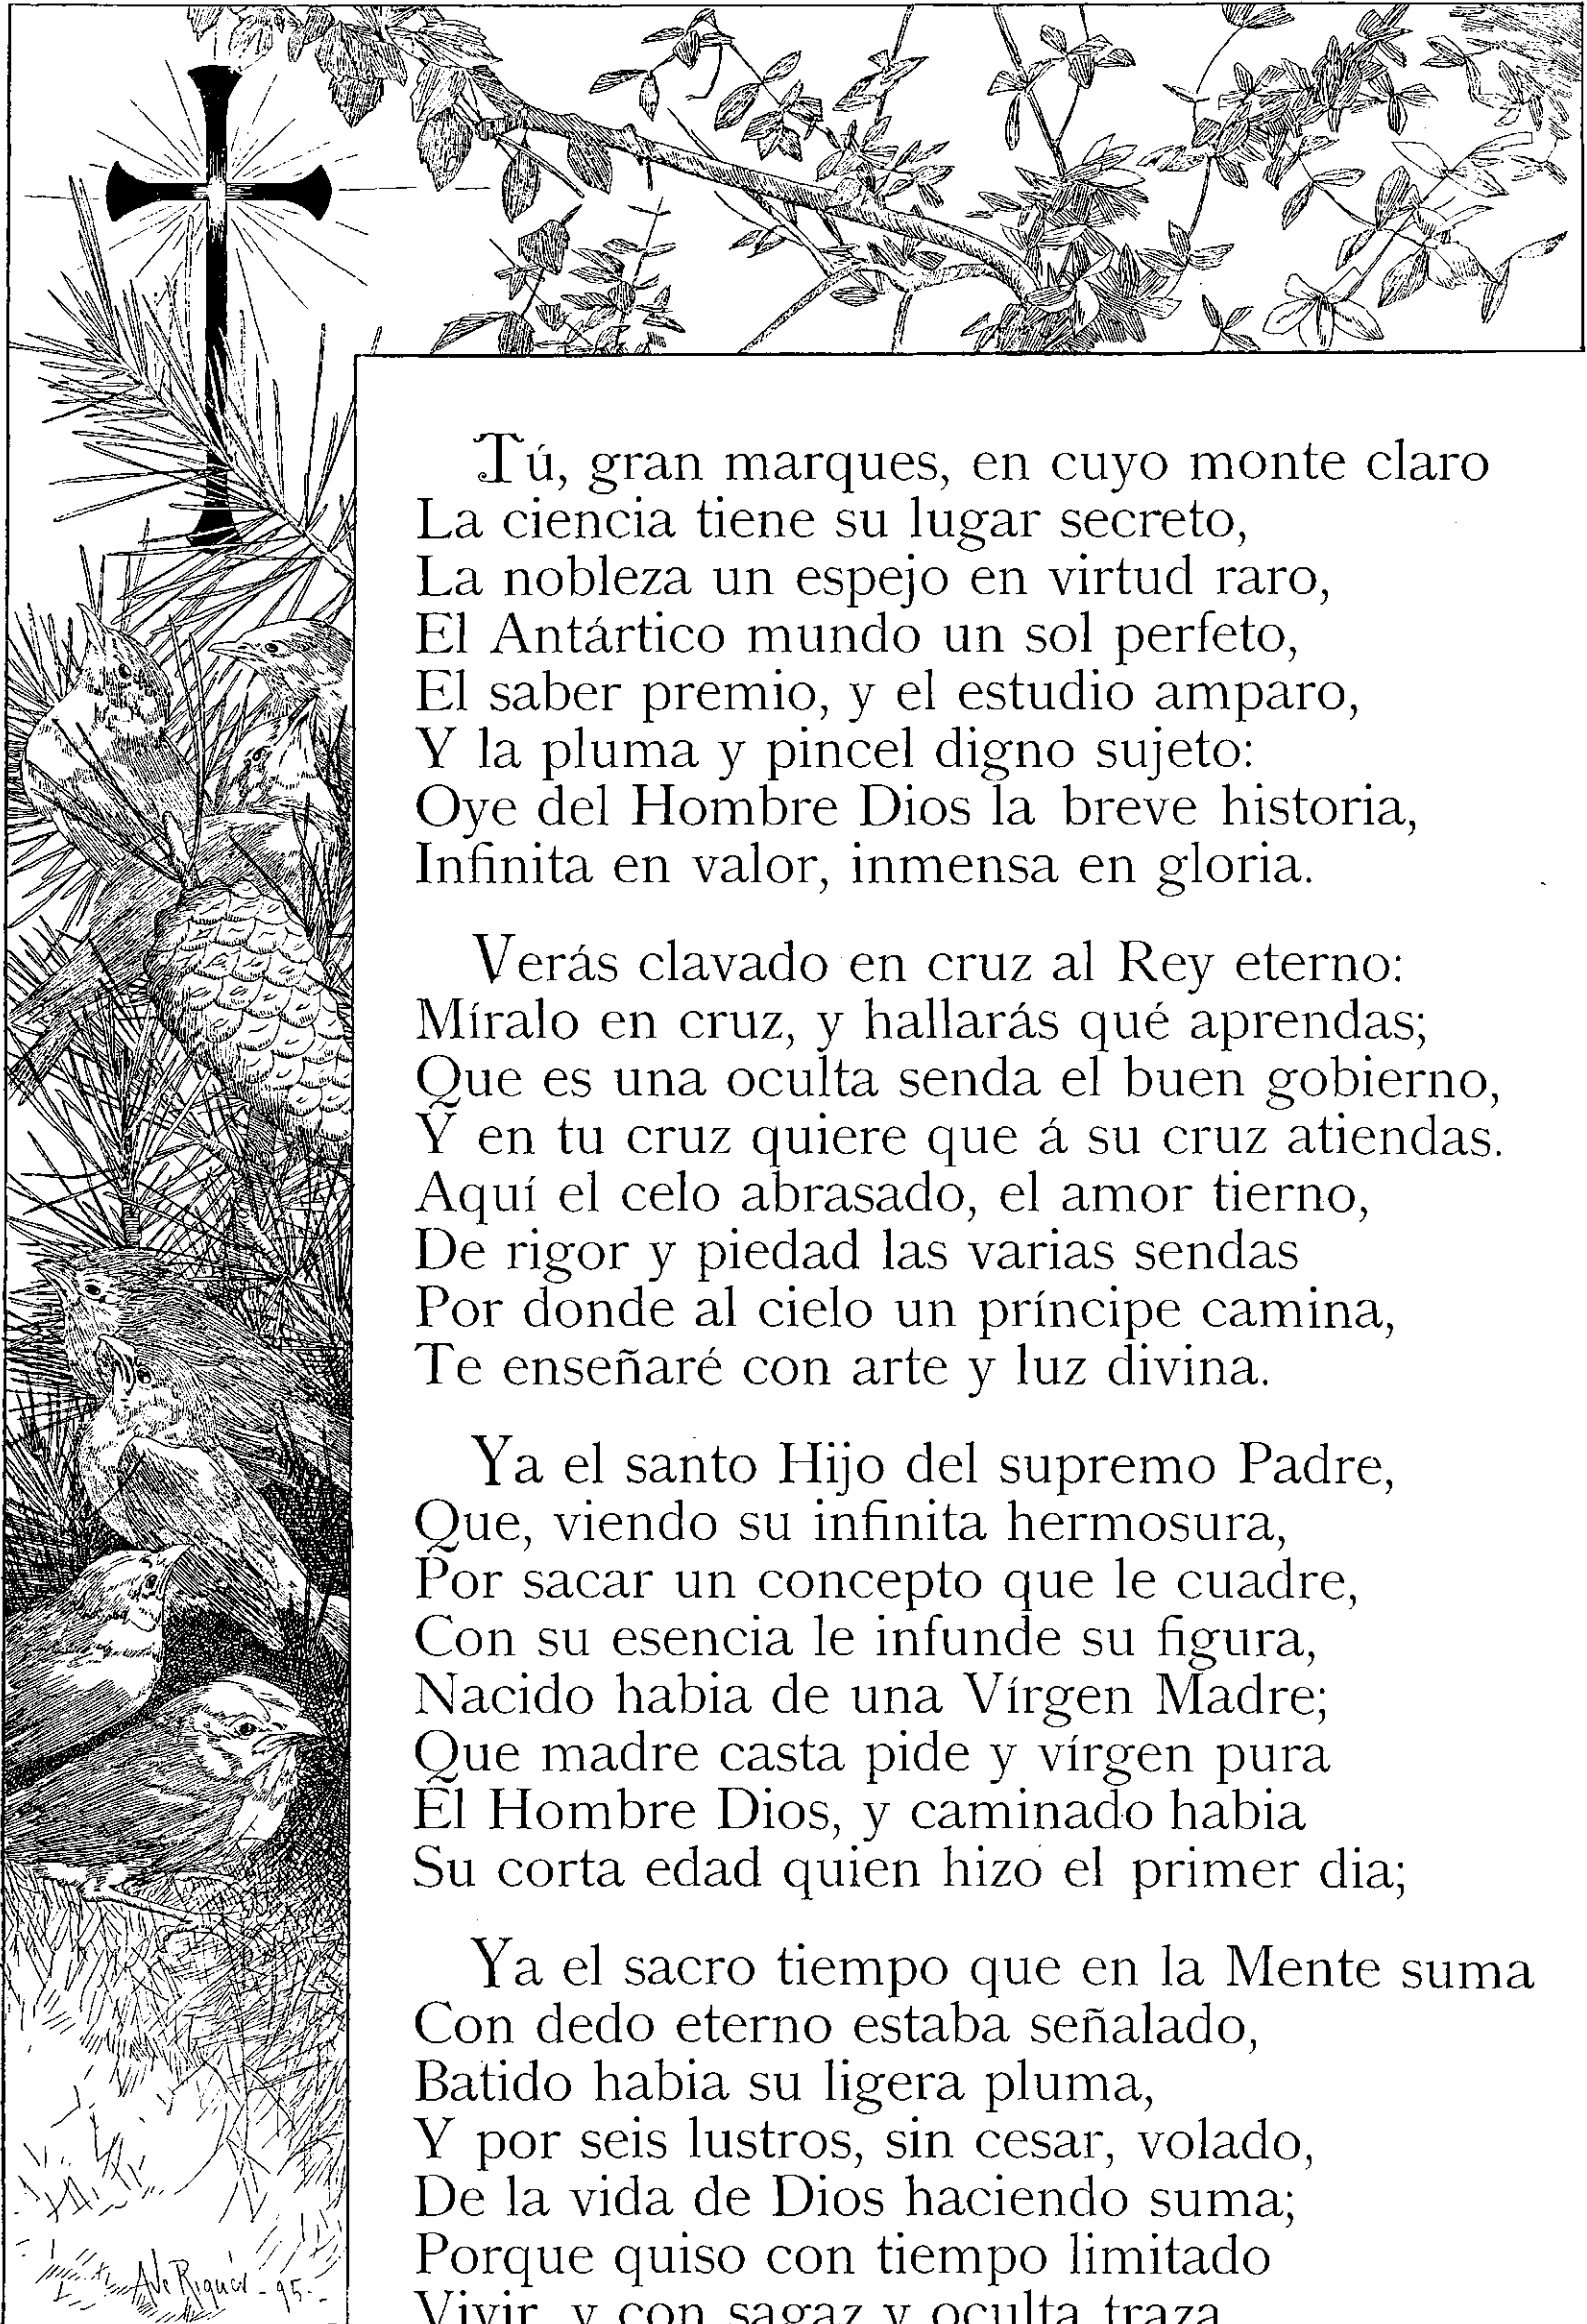 Tú, gran marques, en cuyo monte claro
La ciencia tiene su lugar secreto,
La nobleza un espejo en virtud raro,
El Antártico mundo un sol perfeto,
El saber premio, y el estudio amparo,
Y la pluma y pincel digno sujeto:
Oye del Hombre Dios la breve historia,
Infinita en valor, inmensa en gloria.
Verás clavado en cruz al Rey eterno:
Míralo en cruz, y hallarás qué aprendas;
Que es una oculta senda el buen gobierno,
Y en tu cruz quiere que á su cruz atiendas.
Aquí el celo abrasado, el amor tierno,
De rigor y piedad las varias sendas
Por donde al cielo un príncipe camina,
Te enseñaré con arte y luz divina.
Ya el santo Hijo del supremo Padre,
Que, viendo su infinita hermosura,
Por sacar un concepto que le cuadre,
Con su esencia le infunde su figura,
Nacido habia de una Vírgen Madre;
Que madre casta pide y vírgen pura
El Hombre Dios, y caminado habia
Su corta edad quien hizo el primer dia;
Ya el sacro tiempo que en la Mente suma
Con dedo eterno estaba señalado,
Batido habia su ligera pluma,
Y por seis lustros, sin cesar, volado,
De la vida de Dios haciendo suma;
Porque quiso con tiempo limitado
Vivir, y con sagaz y oculta traza
A de Riquer - 95 -